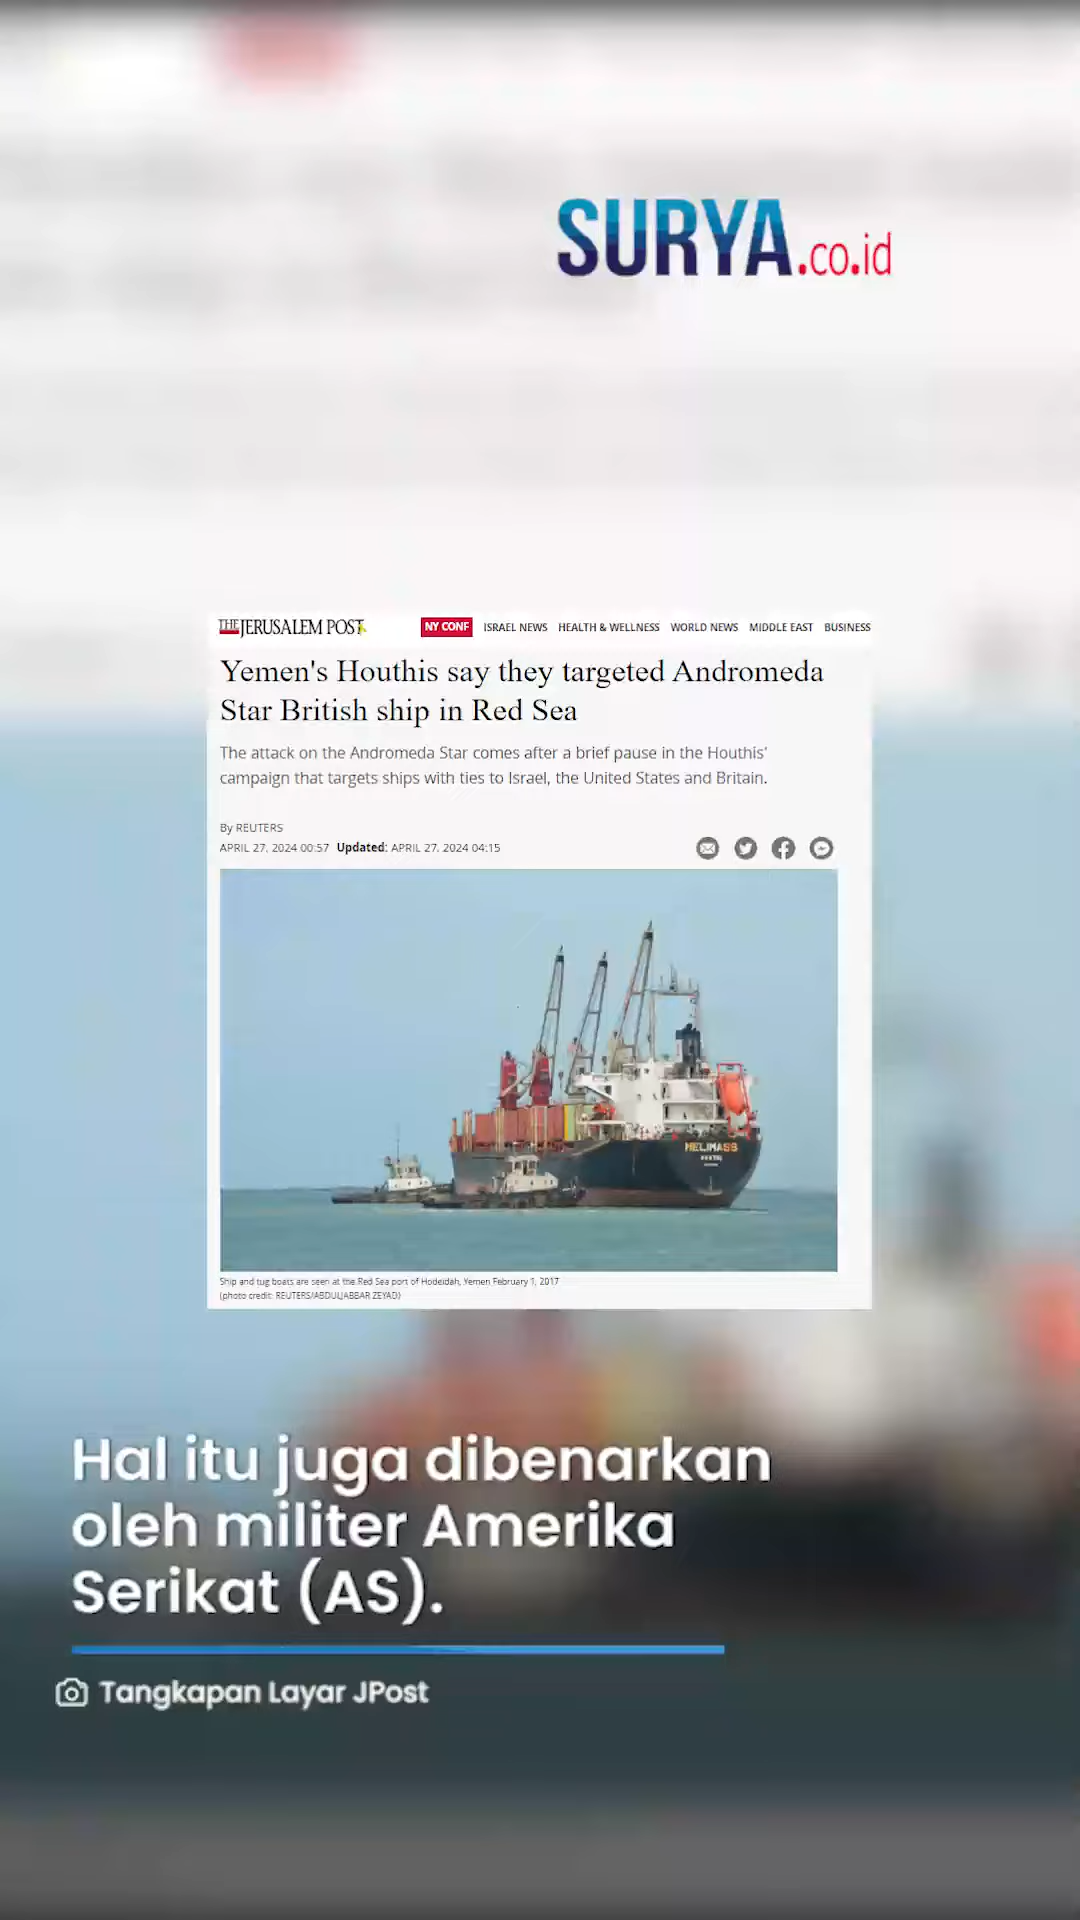 SURYA.co.id
THE JERUSALEM POST
NY CONF ISRAEL NEWS HEALTH & WELLNESS WORLD NEWS MIDDLE EAST BUSINESS
Yemen's Houthis say they targeted Andromeda
Star British ship in Red Sea
The attack on the Andromeda Star comes after a brief pause in the Houthis'
campaign that targets ships with ties to Israel, the United States and Britain.
By REUTERS
APRIL 27, 2024 00:57 Updated: APRIL 27, 2024 04:15
HELIMASS
Ship and tug boats are seen at the Red Sea port of Hodeidah, Yemen February 1, 2017
(photo credit: REUTERS/ABDULJABBAR ZEYAD)
Hal itu juga dibenarkan
oleh militer Amerika
Serikat (AS).
Tangkapan Layar JPost